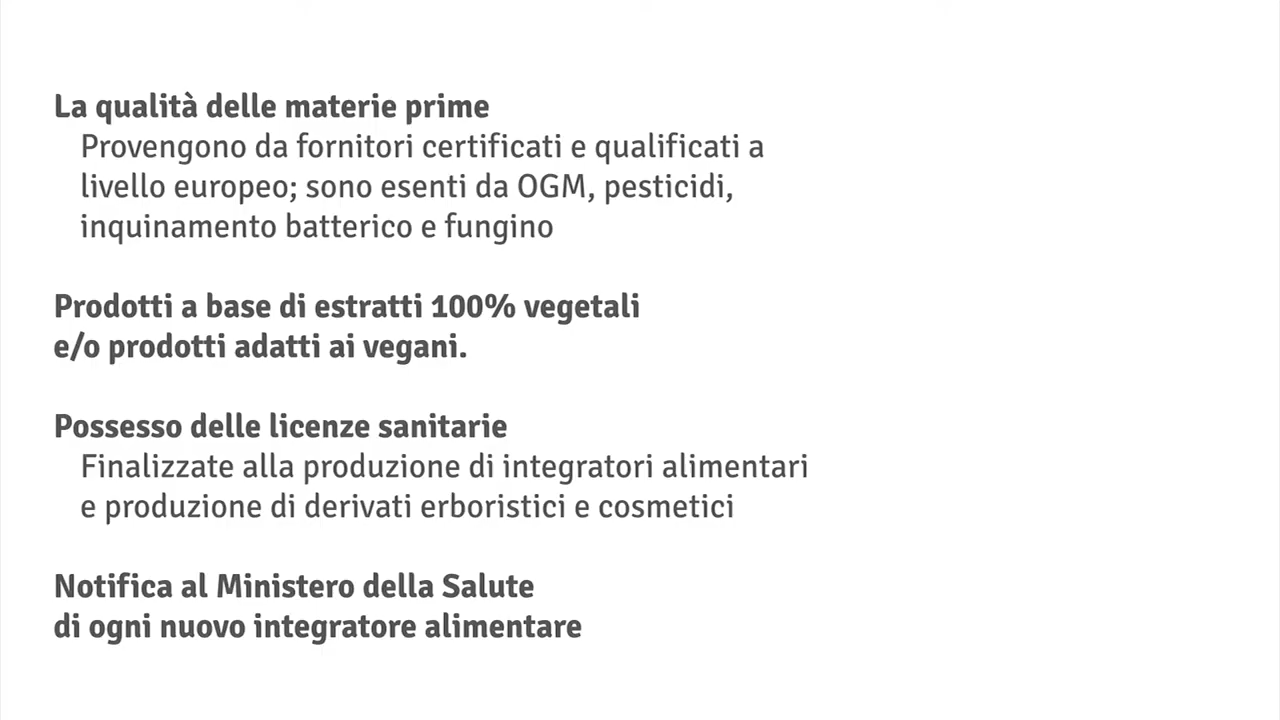 La qualità delle materie prime
Provengono da fornitori certificati e qualificati a
livello europeo; sono esenti da OGM, pesticidi,
inquinamento batterico e fungino
Prodotti a base di estratti 100% vegetali
e/o prodotti adatti ai vegani.
Possesso delle licenze sanitarie
Finalizzate alla produzione di integratori alimentari
e produzione di derivati erboristici e cosmetici
Notifica al Ministero della Salute
di ogni nuovo integratore alimentare